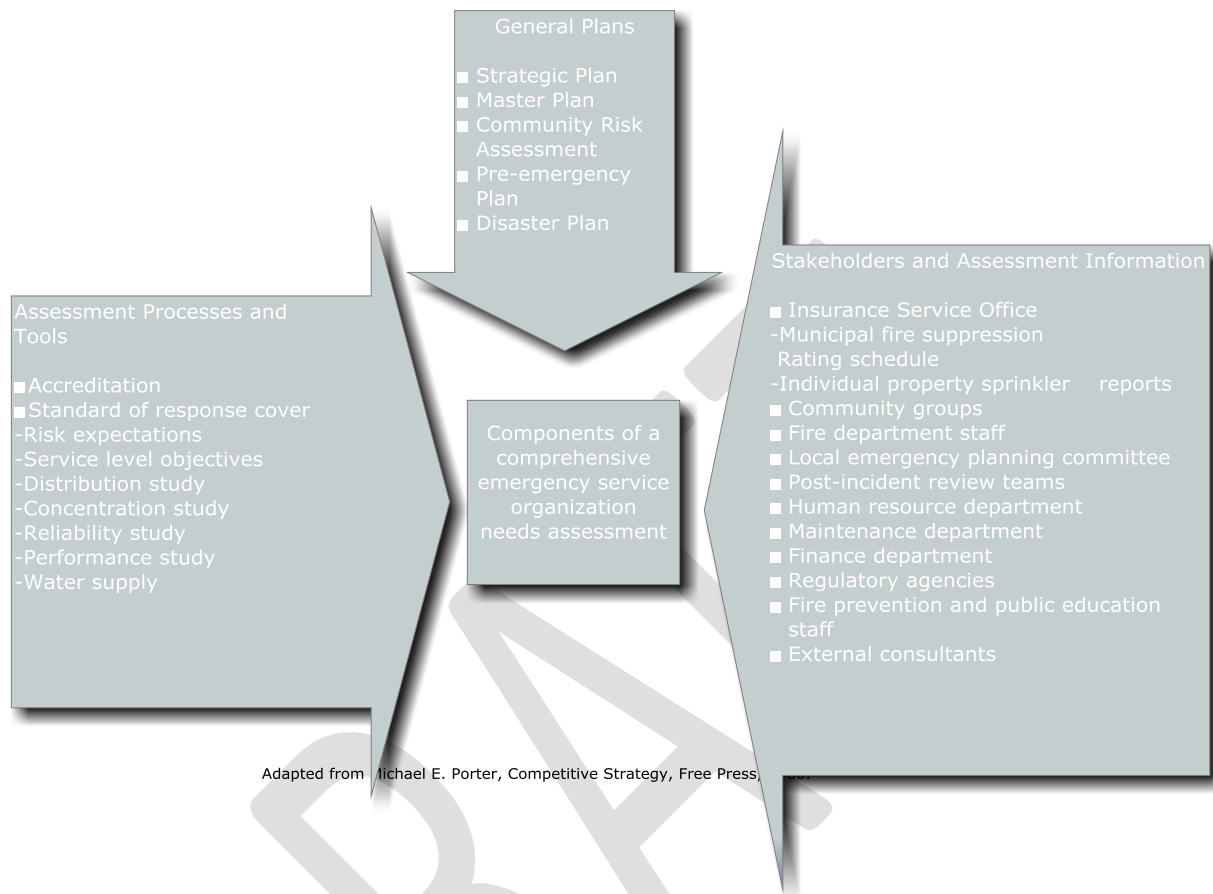 General Plans
■ Strategic Plan
■ Master Plan
■ Community Risk
Assessment
■ Pre-emergency
Plan
■ Disaster Plan
Assessment Processes and
Tools
■Accreditation
■Standard of response cover
-Risk expectations
-Service level objectives
-Distribution study
-Concentration study
-Reliability study
-Performance study
-Water supply
Components of a
comprehensive
emergency service
organization
needs assessment
Stakeholders and Assessment Information
■ Insurance Service Office
-Municipal fire suppression
Rating schedule
-Individual property sprinkler reports
■ Community groups
■ Fire department staff
■ Local emergency planning committee
■ Post-incident review teams
■ Human resource department
■ Maintenance department
■ Finance department
■ Regulatory agencies
■ Fire prevention and public education
staff
■ External consultants
Adapted from Michael E. Porter, Competitive Strategy, Free Press,